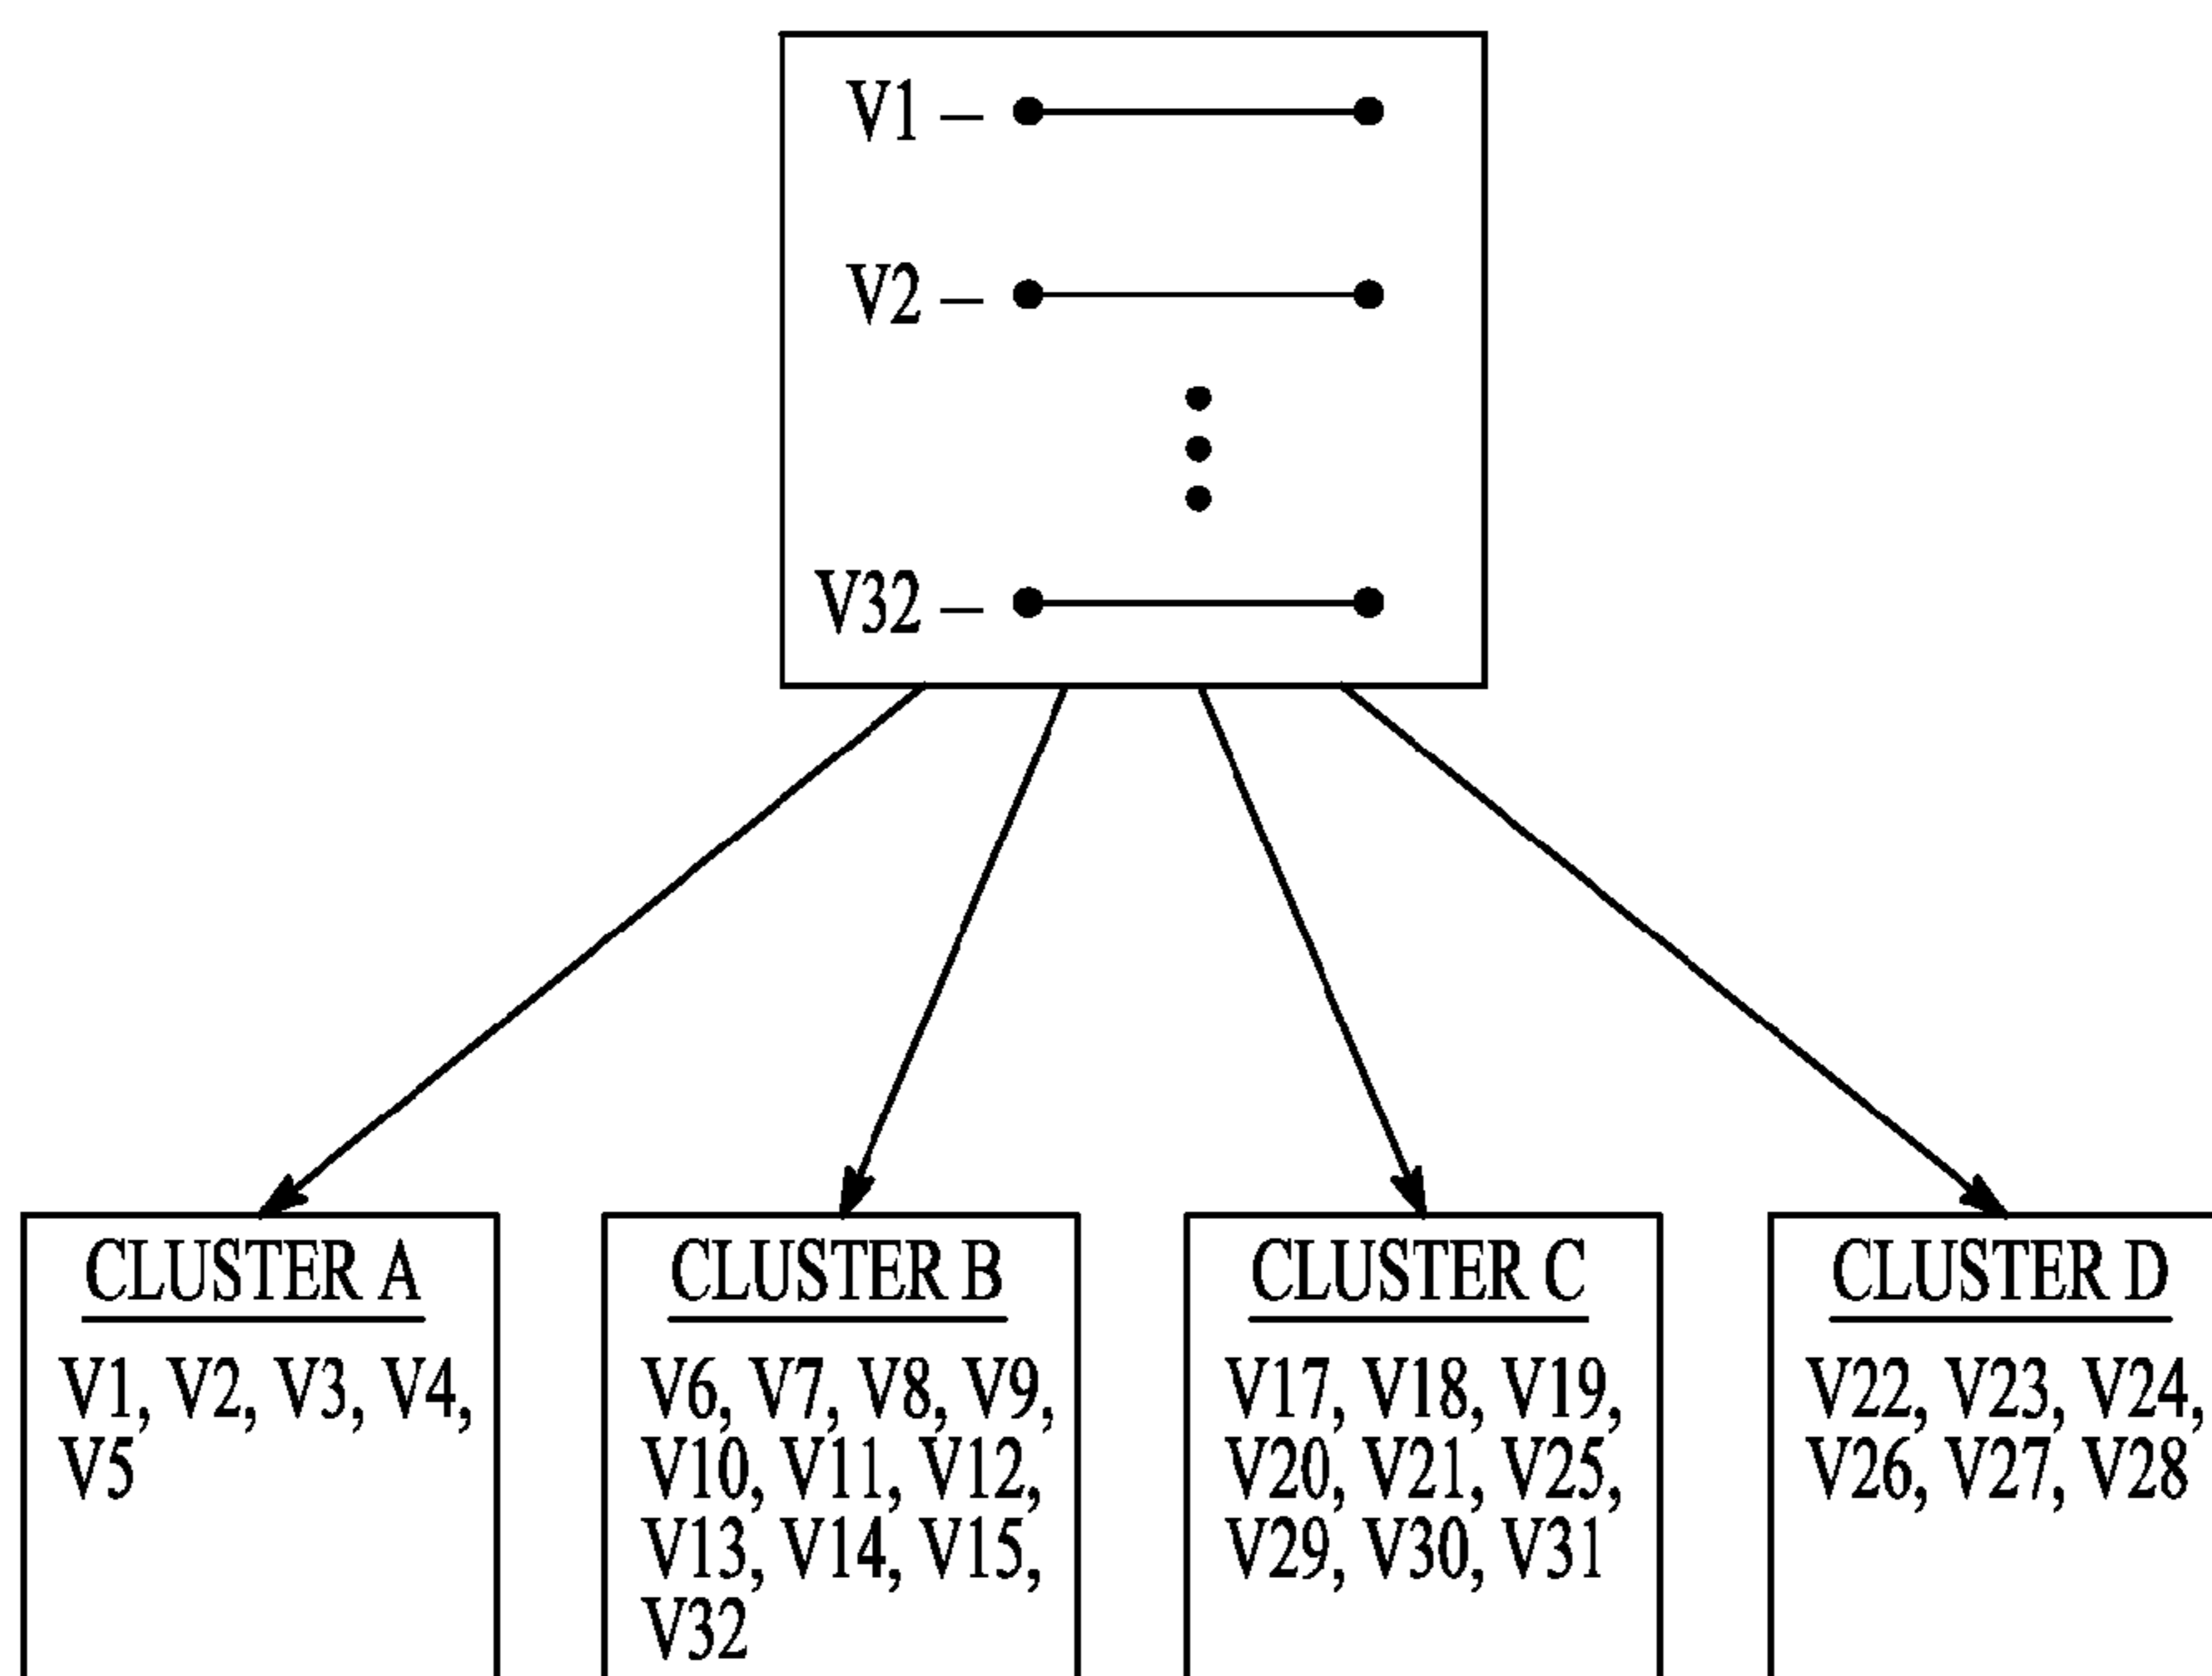 V1 –
V2 –
V32 –
CLUSTER A
V1, V2, V3, V4,
V5
CLUSTER B
V6, V7, V8, V9,
V10, V11, V12,
V13, V14, V15,
V32
CLUSTER C
V17, V18, V19,
V20, V21, V25,
V29, V30, V31
CLUSTER D
V22, V23, V24,
V26, V27, V28